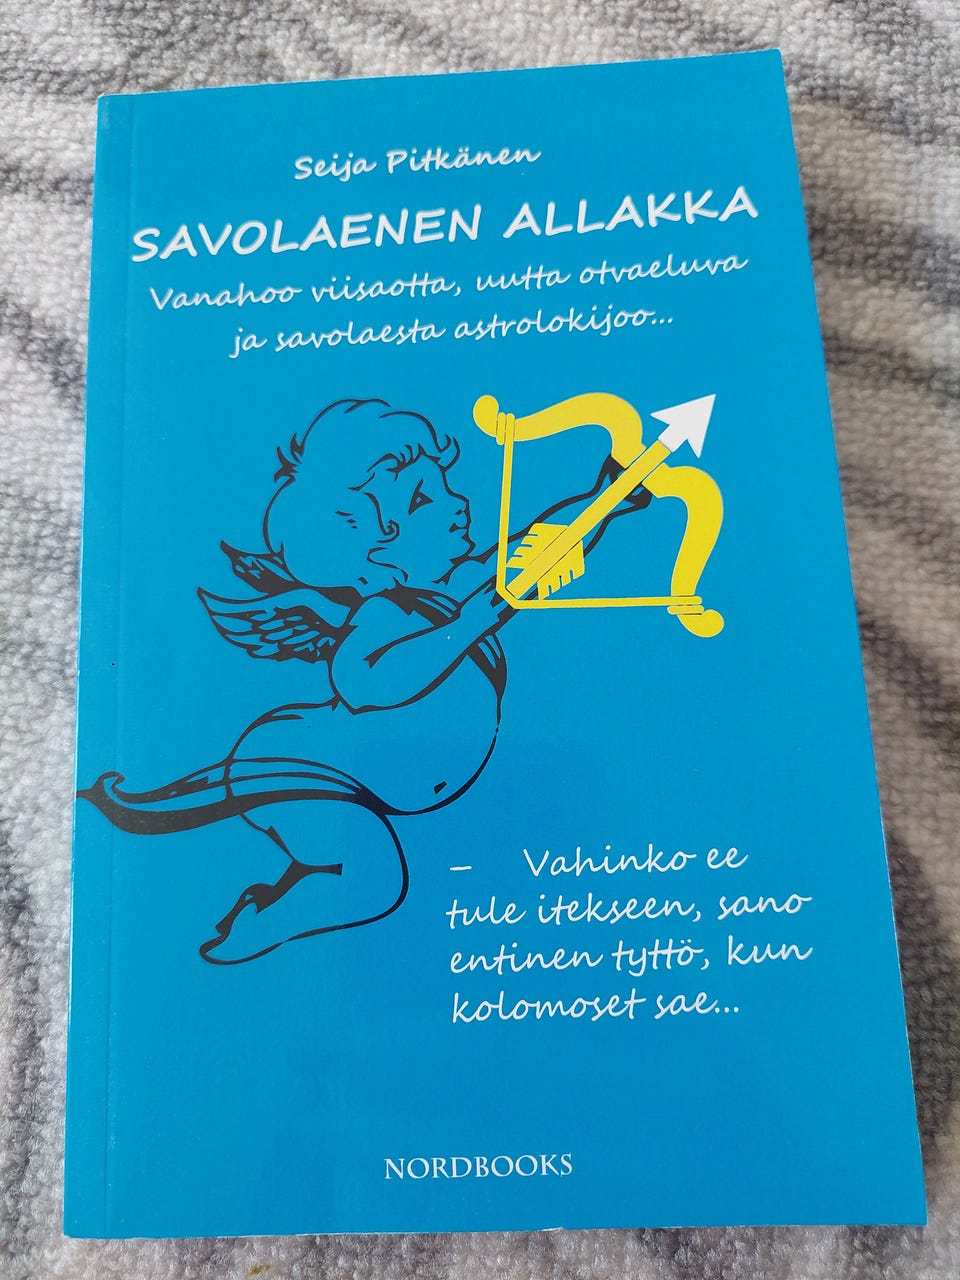 Seija Pitkänen
SAVOLAENEN ALLAKKA
Vanahoo viisaotta, uutta otvaeluva
ja savolaesta astrolokijoo...
– Vahinko ee
tule itekseen, sano
entinen tyttö, kun
kolomoset sae...
NORDBOOKS